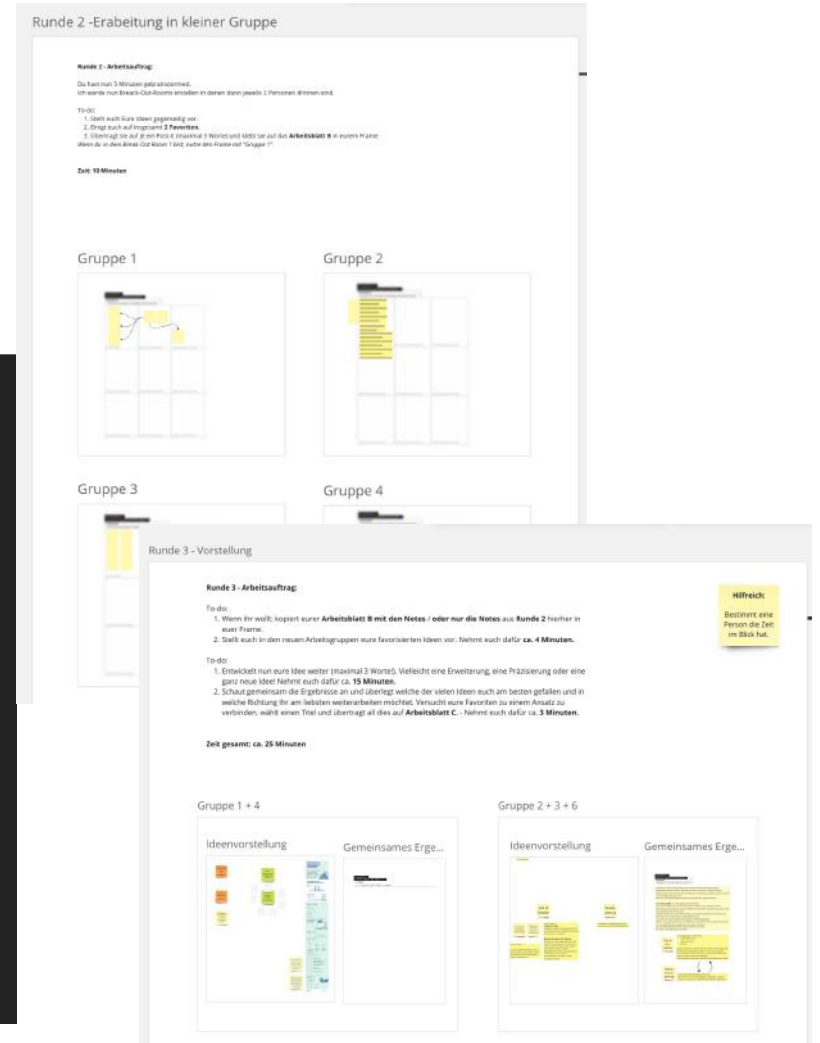 Runde 2 -Erabeitung in kleiner Gruppe
Runde 2 - Arbeitsauftrag:
Du hast nun 5 Minuten gebrainstormed.
Ich werde nun Breack-Out-Rooms erstellen in denen dann jeweils 2 Personen drinnen sind.
To-do:
1. Stellt euch Eure Ideen gegenseitig vor.
2. Einigt euch auf insgesamt 2 Favoriten.
3. Übertragt sie auf je ein Post-it (maximal 3 Worte) und klebt sie auf das Arbeitsblatt B in eurem Frame.
Wenn du in dem Break Out Room 1 bist, nutze den Frame mit "Gruppe 1".
Zeit: 10 Minuten
Gruppe 1
Gruppe 2
Gruppe 3
Gruppe 4
Runde 3 - Vorstellung
Runde 3 - Arbeitsauftrag:
To-do:
1. Wenn ihr wollt: kopiert eurer Arbeitsblatt B mit den Notes / oder nur die Notes aus Runde 2 hierher in
euer Frame.
2. Stellt euch in den neuen Arbeitsgruppen eure favorisierten Ideen vor. Nehmt euch dafür ca. 4 Minuten.
To-do:
1. Entwickelt nun eure Idee weiter (maximal 3 Worte!). Vielleicht eine Erweiterung, eine Präzisierung oder eine
ganz neue Idee! Nehmt euch dafür ca. 15 Minuten.
2. Schaut gemeinsam die Ergebnisse an und überlegt welche der vielen Ideen euch am besten gefallen und in
welche Richtung ihr am liebsten weiterarbeiten möchtet. Versucht eure Favoriten zu einem Ansatz zu
verbinden, wählt einen Titel und übertragt all dies auf Arbeitsblatt C. - Nehmt euch dafür ca. 3 Minuten.
Zeit gesamt: ca. 25 Minuten
Hilfreich:
Bestimmt eine
Person die Zeit
im Blick hat.
Gruppe 1 + 4
Gruppe 2 + 3 + 6
Ideenvorstellung
Gemeinsames Erge...
Ideenvorstellung
Gemeinsames Erge...